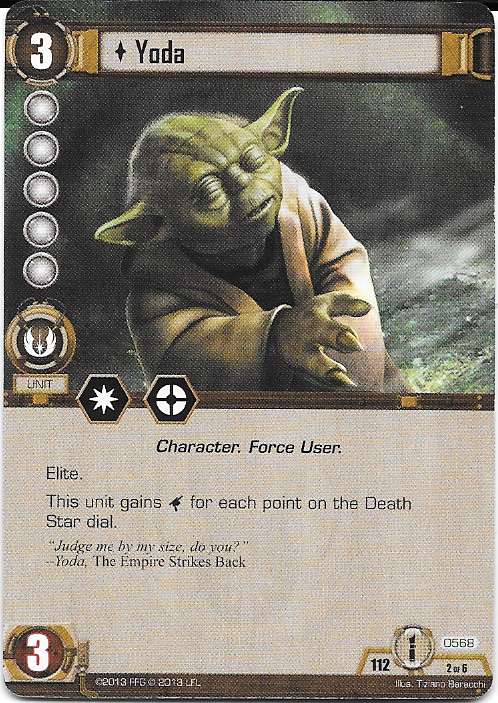 3
Yoda
UNIT
Character. Force User.
Elite.
This unit gains for each point on the Death
Star dial.
“Judge me by my size, do you?”
--Yoda, The Empire Strikes Back
3
0568
112
2 OF 6
©2013 FFG © 2013 LFL
Illus. Tiziano Baracchi